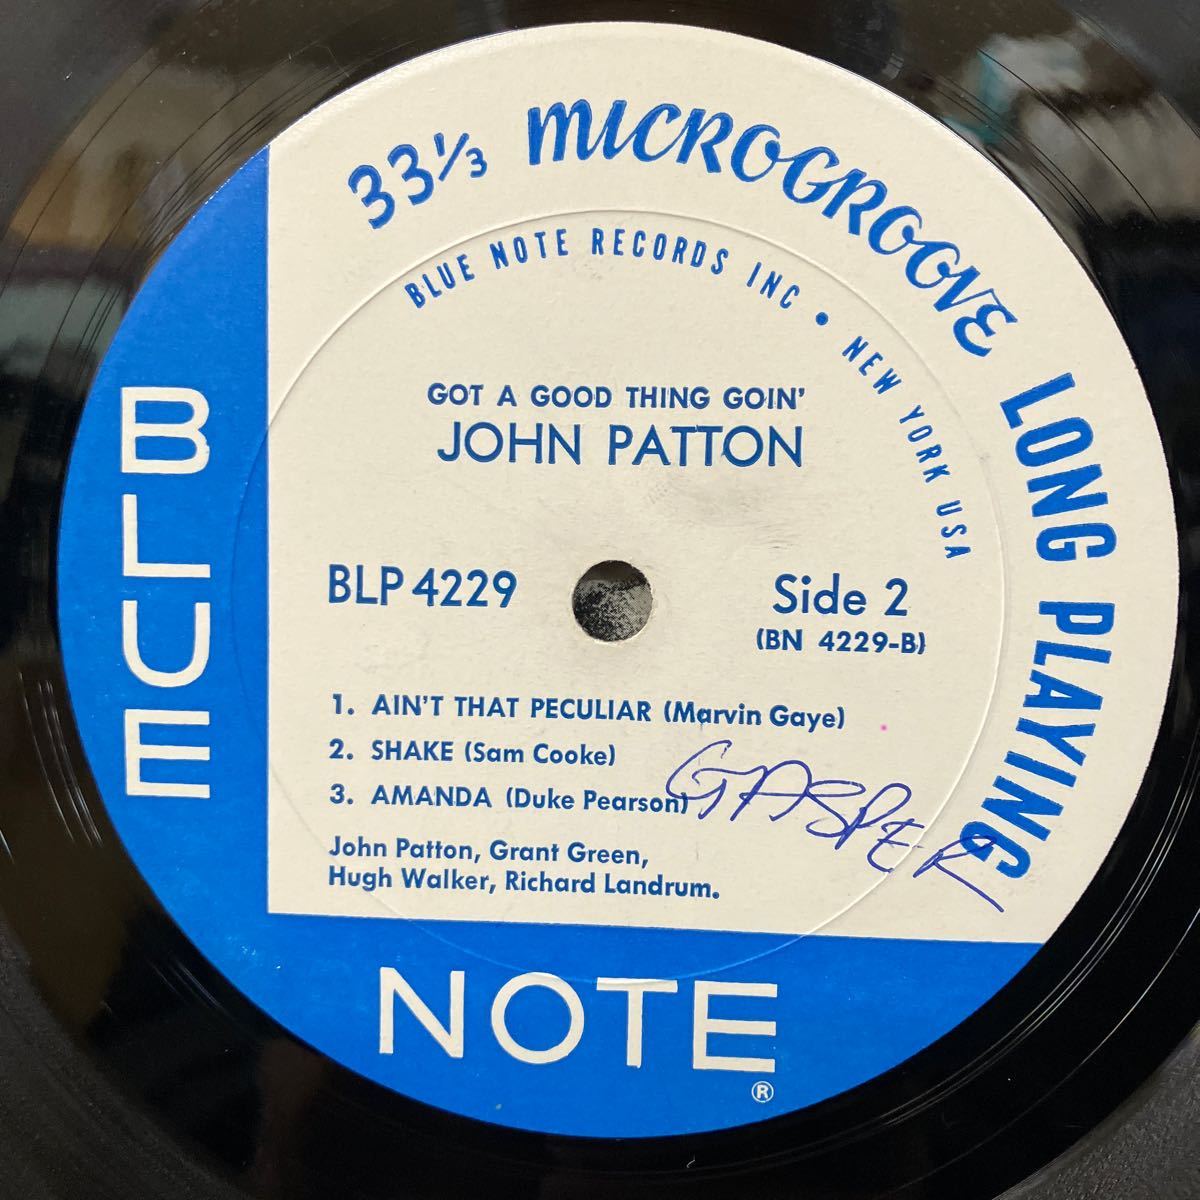 33⅓ MICROGROOVE LONG PLAYING
BLUE NOTE RECORDS INC • NEW YORK USA
GOT A GOOD THING GOIN'
JOHN PATTON
BLP 4229
Side 2
(BN 4229-B)
1. AIN'T THAT PECULIAR (Marvin Gaye)
2. SHAKE (Sam Cooke)
3. AMANDA (Duke Pearson)
GASPER
John Patton, Grant Green,
Hugh Walker, Richard Landrum.
BLUE
NOTE
®